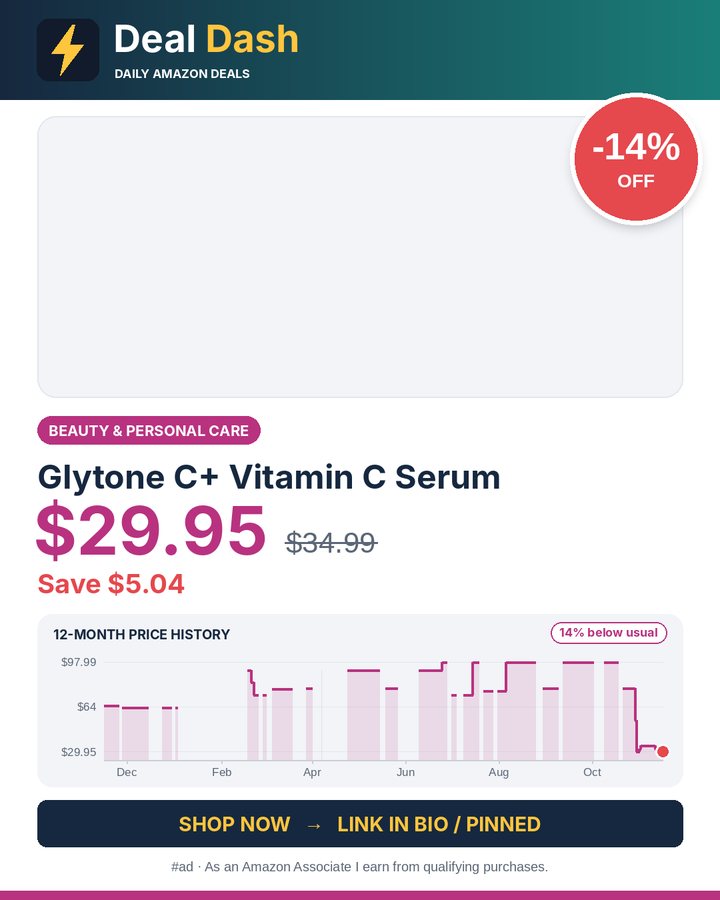 Deal Dash
DAILY AMAZON DEALS
-14%
OFF
BEAUTY & PERSONAL CARE
Glytone C+ Vitamin C Serum
$29.95 $34.99
Save $5.04
12-MONTH PRICE HISTORY
14% below usual
$97.99
$64
$29.95
Dec Feb Apr Jun Aug Oct
SHOP NOW → LINK IN BIO / PINNED
#ad · As an Amazon Associate I earn from qualifying purchases.